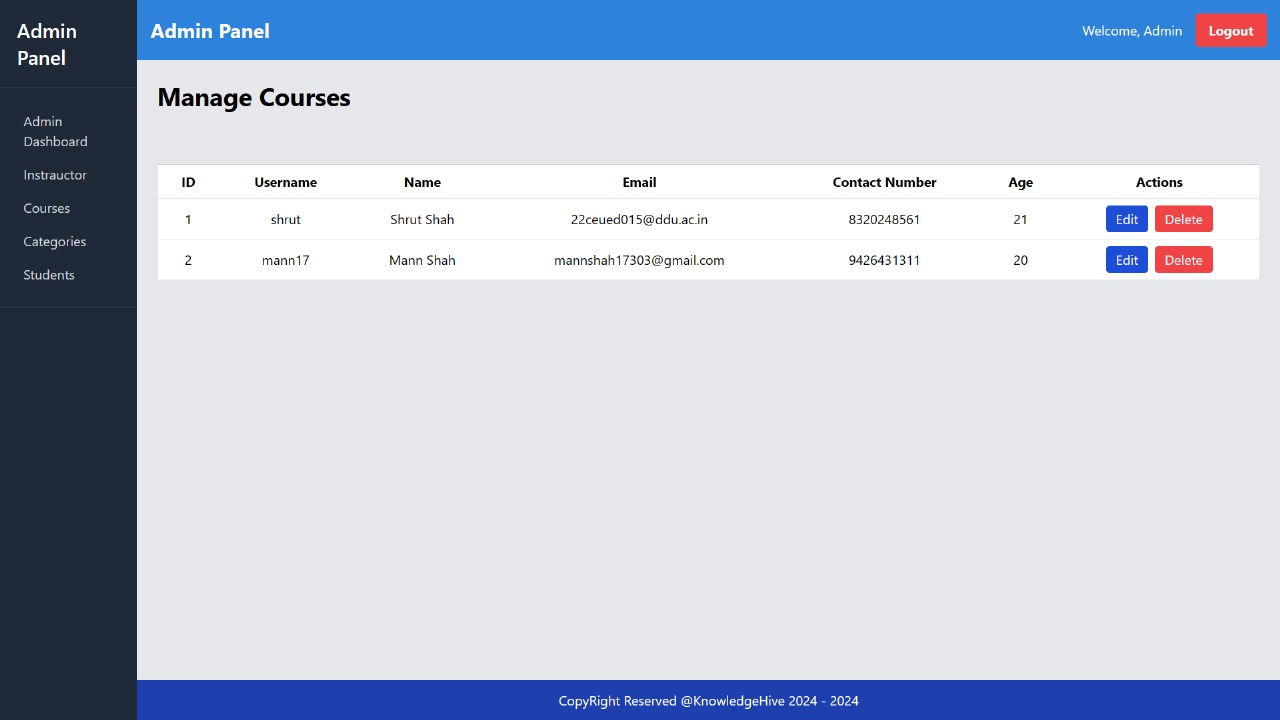 Admin
Panel
Admin Dashboard
Instrauctor
Courses
Categories
Students
Admin Panel
Welcome, Admin
Logout
Manage Courses
ID Username Name Email Contact Number Age Actions
1 shrut Shrut Shah 22ceued015@ddu.ac.in 8320248561 21 Edit Delete
2 mann17 Mann Shah mannshah17303@gmail.com 9426431311 20 Edit Delete
CopyRight Reserved @KnowledgeHive 2024 - 2024